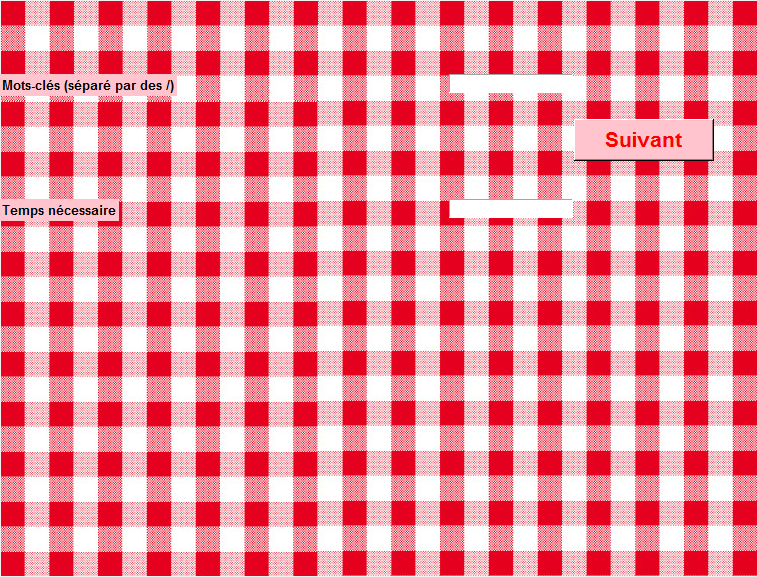 Mots-clés (séparé par des /)
Suivant
Temps nécessaire